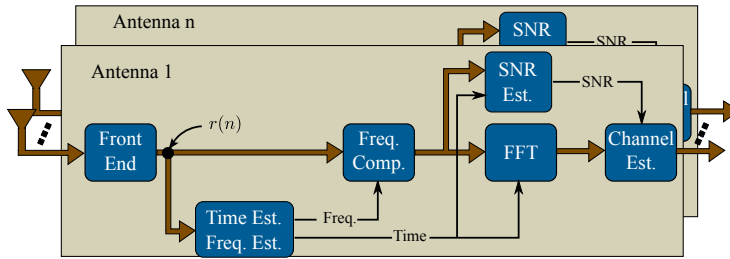 Antenna n
SNR
SNR
Antenna 1
SNR
Est.
SNR
r(n)
Front
End
Freq.
Comp.
FFT
Channel
Est.
Time Est.
Freq. Est.
Freq.
Time